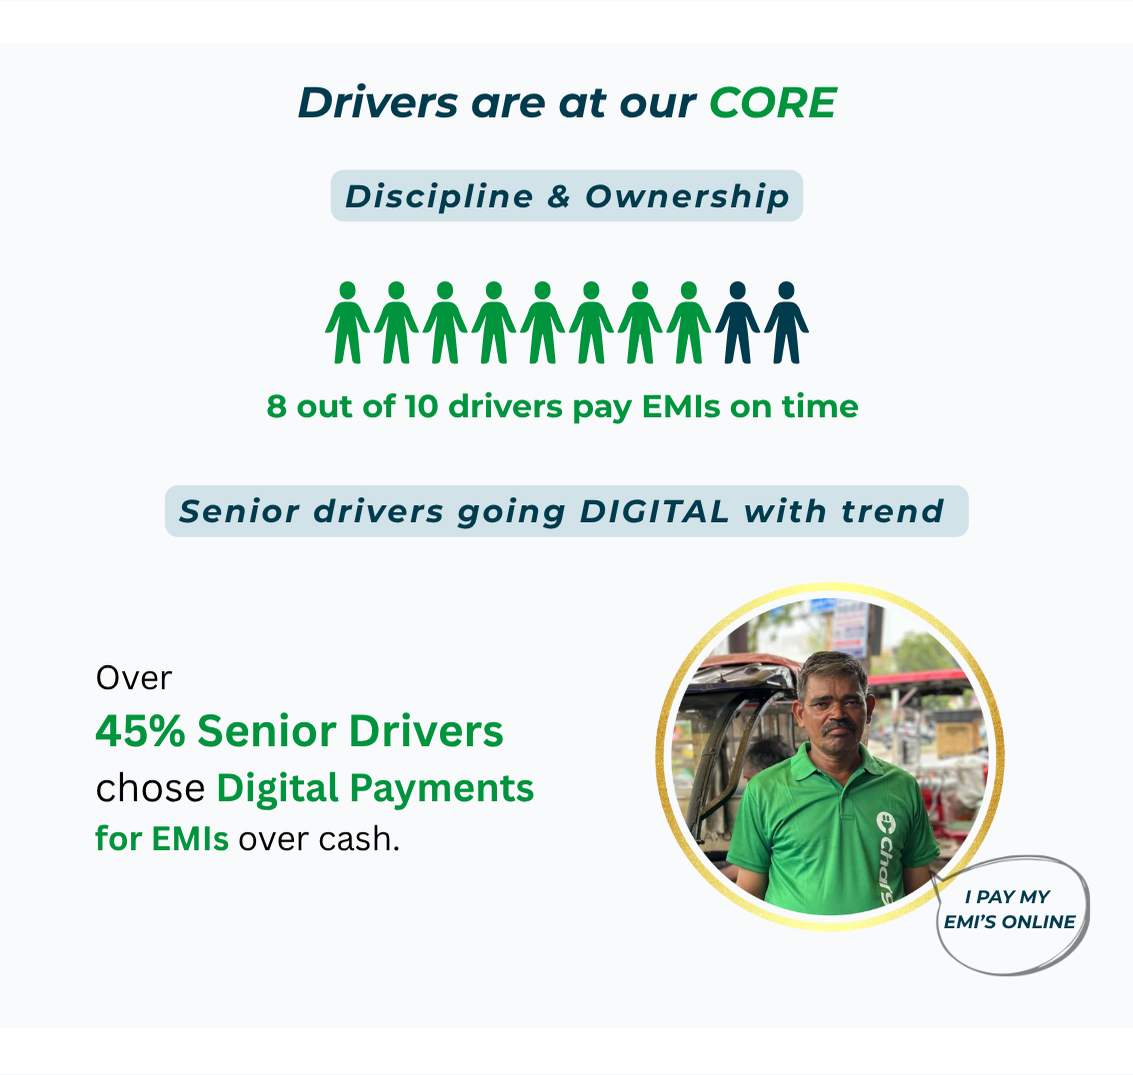 Drivers are at our CORE
Discipline & Ownership
8 out of 10 drivers pay EMIs on time
Senior drivers going DIGITAL with trend
Over
45% Senior Drivers
chose Digital Payments
for EMIs over cash.
I PAY MY
EMI'S ONLINE